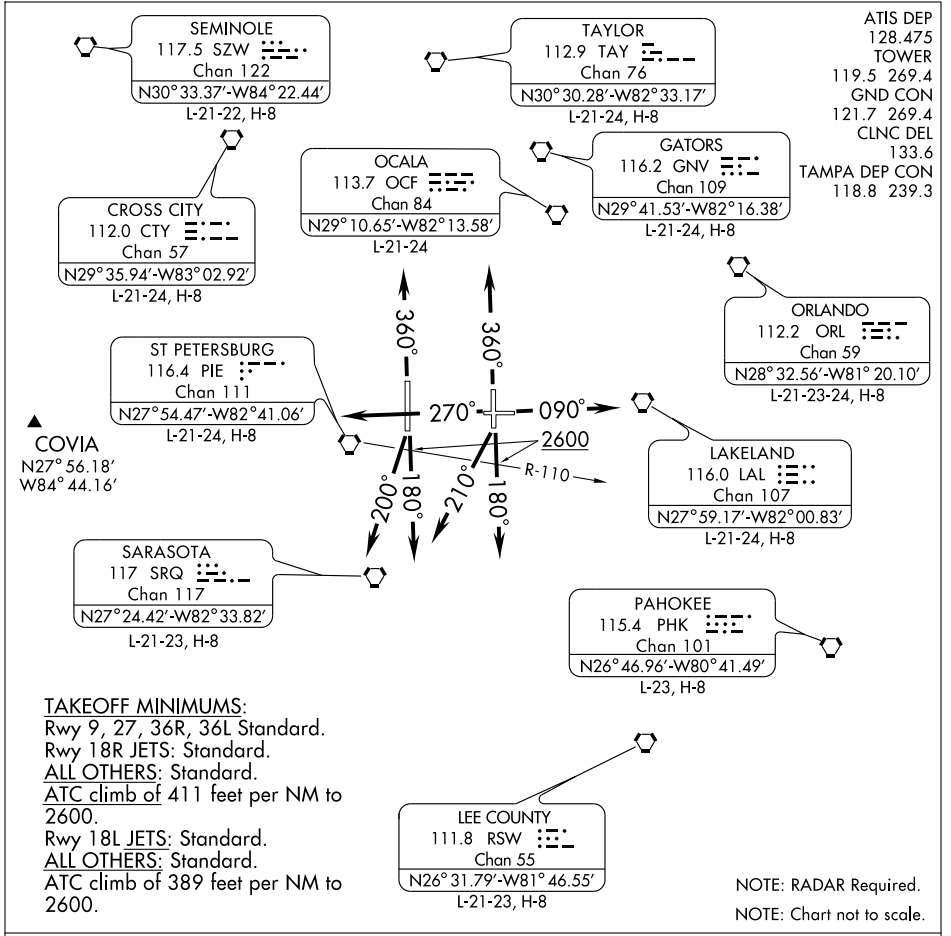 SEMINOLE
117.5 SZW
Chan 122
N30°33.37′-W84°22.44′
L-21-22, H-8
TAYLOR
112.9 TAY
Chan 76
N30°30.28′-W82°33.17′
L-21-24, H-8
ATIS DEP
128.475
TOWER
119.5 269.4
GND CON
121.7 269.4
CLNC DEL
133.6
TAMPA DEP CON
118.8 239.3
CROSS CITY
112.0 CTY
Chan 57
N29°35.94′-W83°02.92′
L-21-24, H-8
OCALA
113.7 OCF
Chan 84
N29°10.65′-W82°13.58′
L-21-24
GATORS
116.2 GNV
Chan 109
N29°41.53′-W82°16.38′
L-21-24, H-8
ORLANDO
112.2 ORL
Chan 59
N28°32.56′-W81°20.10′
L-21-23-24, H-8
ST PETERSBURG
116.4 PIE
Chan 111
N27°54.47′-W82°41.06′
L-21-24, H-8
360°
360°
270°
090°
2600
R-110
200°
180°
210°
180°
COVIA
N27°56.18′
W84°44.16′
LAKELAND
116.0 LAL
Chan 107
N27°59.17′-W82°00.83′
L-21-24, H-8
SARASOTA
117 SRQ
Chan 117
N27°24.42′-W82°33.82′
L-21-23, H-8
PAHOKEE
115.4 PHK
Chan 101
N26°46.96′-W80°41.49′
L-23, H-8
TAKEOFF MINIMUMS:
Rwy 9, 27, 36R, 36L Standard.
Rwy 18R JETS: Standard.
ALL OTHERS: Standard.
ATC climb of 411 feet per NM to
2600.
Rwy 18L JETS: Standard.
ALL OTHERS: Standard.
ATC climb of 389 feet per NM to
2600.
LEE COUNTY
111.8 RSW
Chan 55
N26°31.79′-W81°46.55′
L-21-23, H-8
NOTE: RADAR Required.
NOTE: Chart not to scale.